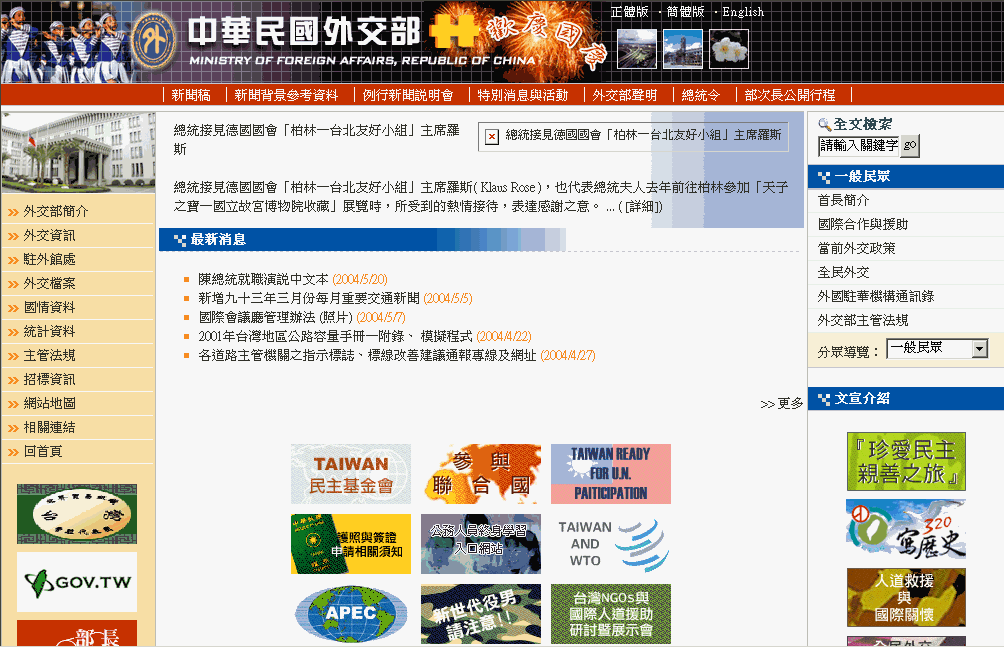 正體版 ・簡體版 ・English
中華民國外交部
歡慶國慶
MINISTRY OF FOREIGN AFFAIRS, REPUBLIC OF CHINA
新聞稿
新聞背景參考資料
例行新聞說明會
特別消息與活動
外交部聲明
總統令
部次長公開行程
外交部簡介
外交資訊
駐外館處
外交檔案
國情資料
統計資料
主管法規
招標資訊
網站地圖
相關連結
回首頁
台灣
GOV.TW
部長
總統接見德國國會「柏林－台北友好小組」主席羅
斯
總統接見德國國會「柏林－台北友好小組」主席羅斯
總統接見德國國會「柏林－台北友好小組」主席羅斯( Klaus Rose )，也代表總統夫人去年前往柏林參加「天子
之寶－國立故宮博物院收藏」展覽時，所受到的熱情接待，表達感謝之意。 ... ( [詳細])
最新消息
陳總統就職演說中文本 (2004/5/20)
新增九十三年三月份每月重要交通新聞 (2004/5/5)
國際會議廳管理辦法 (照片) (2004/5/7)
2001年台灣地區公路容量手冊－附錄、 模擬程式 (2004/4/22)
各道路主管機關之指示標誌、標線改善建議通報專線及網址 (2004/4/27)
>> 更多
TAIWAN
民主基金會
參與
聯合國
TAIWAN READY
FOR U.N.
PAITICIPATION
護照與簽證
申請相關須知
公務人員終身學習
入口網站
TAIWAN
AND
WTO
APEC
新世代役男
請注意!!
台灣NGOs與
國際人道援助
研討暨展示會
全文檢索
請輸入關鍵字 go
一般民眾
首長簡介
國際合作與援助
當前外交政策
全民外交
外國駐華機構通訊錄
外交部主管法規
分眾導覽： 一般民眾
文宣介紹
『珍愛民主
親善之旅』
320
寫歷史
人道救援
與
國際關懷
全民外交